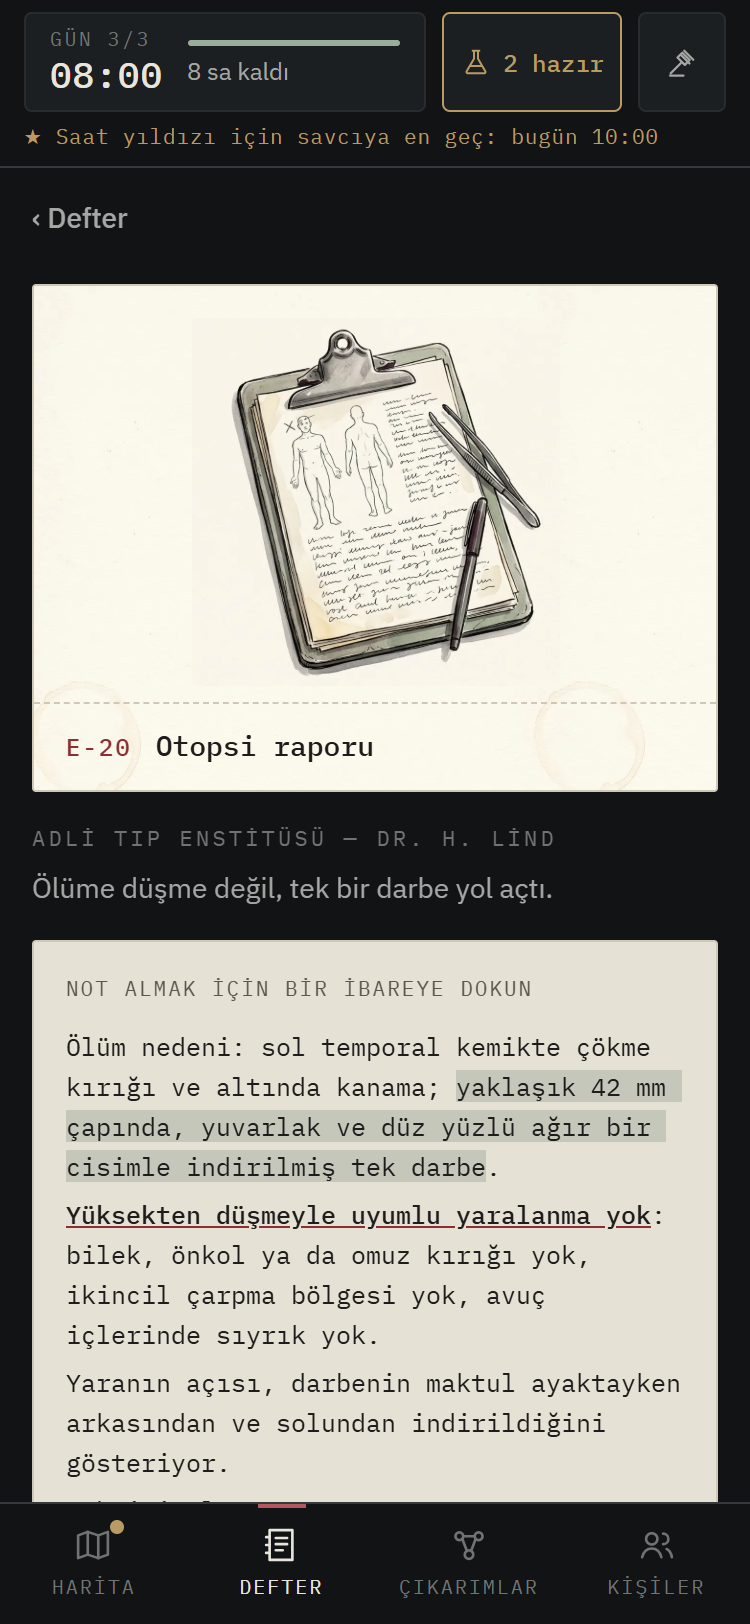 GÜN 3/3
08:00
8 sa kaldı
2 hazır
★ Saat yıldızı için savcıya en geç: bugün 10:00
‹ Defter
E-20 Otopsi raporu
ADLİ TIP ENSTİTÜSÜ — DR. H. LİND
Ölüme düşme değil, tek bir darbe yol açtı.
NOT ALMAK İÇİN BİR İBAREYE DOKUN
Ölüm nedeni: sol temporal kemikte çökme
kırığı ve altında kanama; yaklaşık 42 mm
çapında, yuvarlak ve düz yüzlü ağır bir
cisimle indirilmiş tek darbe.
Yüksekten düşmeyle uyumlu yaralanma yok:
bilek, önkol ya da omuz kırığı yok,
ikincil çarpma bölgesi yok, avuç
içlerinde sıyrık yok.
Yaranın açısı, darbenin maktul ayaktayken
arkasından ve solundan indirildiğini
gösteriyor.
HARİTA
DEFTER
ÇIKARIMLAR
KİŞİLER